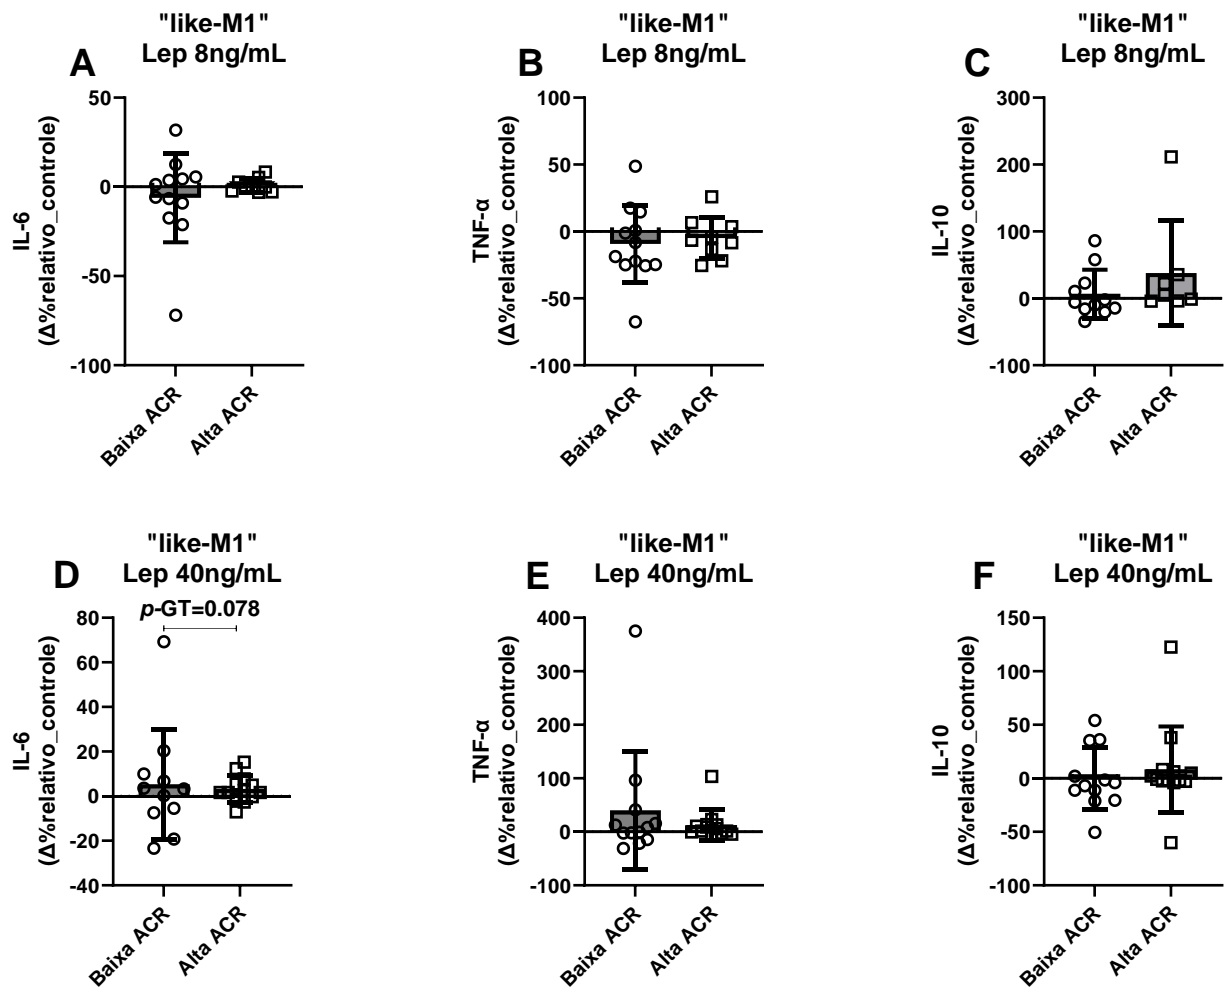 "like-M1"
Lep 8ng/mL
A
IL-6
(Δ%relativo_controle)
50
0
-50
-100
Baixa ACR
Alta ACR
"like-M1"
Lep 8ng/mL
B
TNF-α
(Δ%relativo_controle)
100
50
0
-50
-100
Baixa ACR
Alta ACR
"like-M1"
Lep 8ng/mL
C
IL-10
(Δ%relativo_controle)
300
200
100
0
-100
Baixa ACR
Alta ACR
"like-M1"
Lep 40ng/mL
D
p-GT=0.078
IL-6
(Δ%relativo_controle)
80
60
40
20
0
-20
-40
Baixa ACR
Alta ACR
"like-M1"
Lep 40ng/mL
E
TNF-α
(Δ%relativo_controle)
400
300
200
100
0
-100
Baixa ACR
Alta ACR
"like-M1"
Lep 40ng/mL
F
IL-10
(Δ%relativo_controle)
150
100
50
0
-50
-100
Baixa ACR
Alta ACR